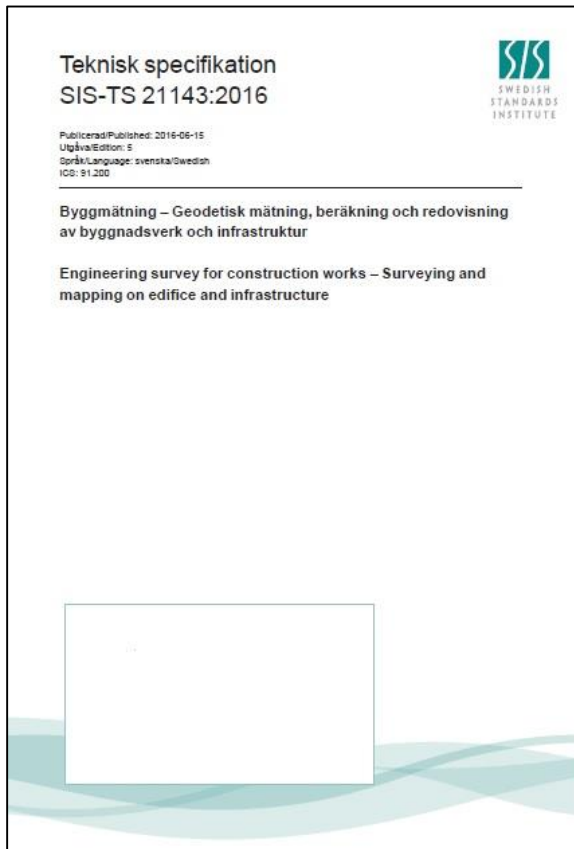 Teknisk specifikation
SIS-TS 21143:2016
SIS
SWEDISH
STANDARDS
INSTITUTE
Publicerad/Published: 2016-06-15
Utgåva/Edition: 5
Språk/Language: svenska/Swedish
ICS: 91.200
Byggmätning – Geodetisk mätning, beräkning och redovisning
av byggnadsverk och infrastruktur
Engineering survey for construction works – Surveying and
mapping on edifice and infrastructure